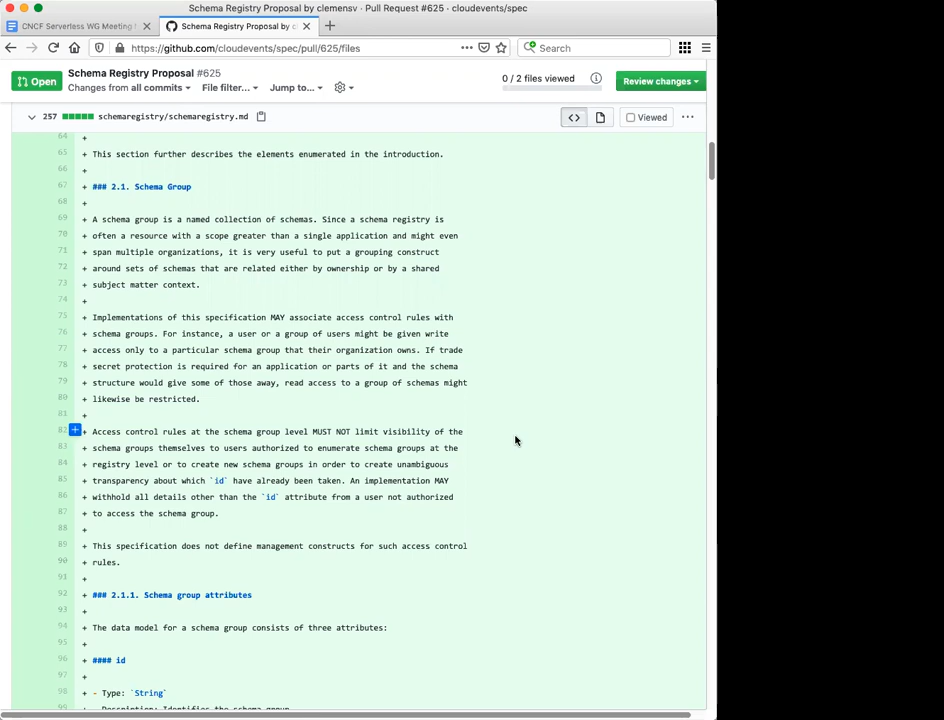 Schema Registry Proposal by clemensv · Pull Request #625 · cloudevents/spec
CNCF Serverless WG Meeting
Schema Registry Proposal by c
https://github.com/cloudevents/spec/pull/625/files
Search
Open
Schema Registry Proposal #625
Changes from all commits
File filter...
Jump to...
0 / 2 files viewed
Review changes
257 schemaregistry/schemaregistry.md
Viewed
64 +
65 + This section further describes the elements enumerated in the introduction.
66 +
67 + ### 2.1. Schema Group
68 +
69 + A schema group is a named collection of schemas. Since a schema registry is
70 + often a resource with a scope greater than a single application and might even
71 + span multiple organizations, it is very useful to put a grouping construct
72 + around sets of schemas that are related either by ownership or by a shared
73 + subject matter context.
74 +
75 + Implementations of this specification MAY associate access control rules with
76 + schema groups. For instance, a user or a group of users might be given write
77 + access only to a particular schema group that their organization owns. If trade
78 + secret protection is required for an application or parts of it and the schema
79 + structure would give some of those away, read access to a group of schemas might
80 + likewise be restricted.
81 +
82 + Access control rules at the schema group level MUST NOT limit visibility of the
83 + schema groups themselves to users authorized to enumerate schema groups at the
84 + registry level or to create new schema groups in order to create unambiguous
85 + transparency about which `id` have already been taken. An implementation MAY
86 + withhold all details other than the `id` attribute from a user not authorized
87 + to access the schema group.
88 +
89 + This specification does not define management constructs for such access control
90 + rules.
91 +
92 + ### 2.1.1. Schema group attributes
93 +
94 + The data model for a schema group consists of three attributes:
95 +
96 + #### id
97 +
98 + - Type: `String`
99 - Description: Identifies the schema group